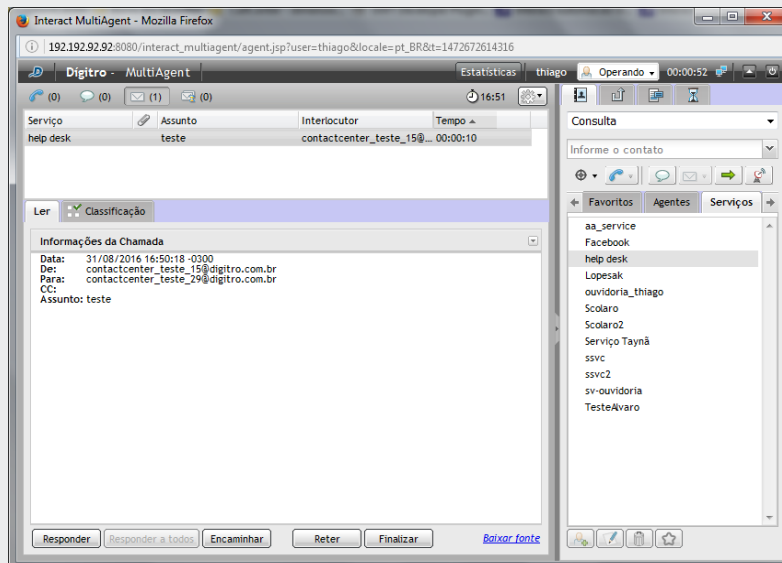 Interact MultiAgent - Mozilla Firefox
192.192.92.92:8080/interact_multiagent/agent.jsp?user=thiago&locale=pt_BR&t=1472672614316
Dígitro - MultiAgent Estatísticas thiago Operando 00:00:52
(0) (0) (1) (0) 16:51
Serviço Assunto Interlocutor Tempo
help desk teste contactcenter_teste_15@... 00:00:10
Ler Classificação
Informações da Chamada
Data: 31/08/2016 16:50:18 -0300
De: contactcenter_teste_15@digitro.com.br
Para: contactcenter_teste_29@digitro.com.br
CC:
Assunto: teste
Responder Responder a todos Encaminhar Reter Finalizar Baixar fonte
Consulta
Informe o contato
Favoritos Agentes Serviços
aa_service
Facebook
help desk
Lopesak
ouvidoria_thiago
Scolaro
Scolaro2
Serviço Taynã
ssvc
ssvc2
sv-ouvidoria
TesteAlvaro